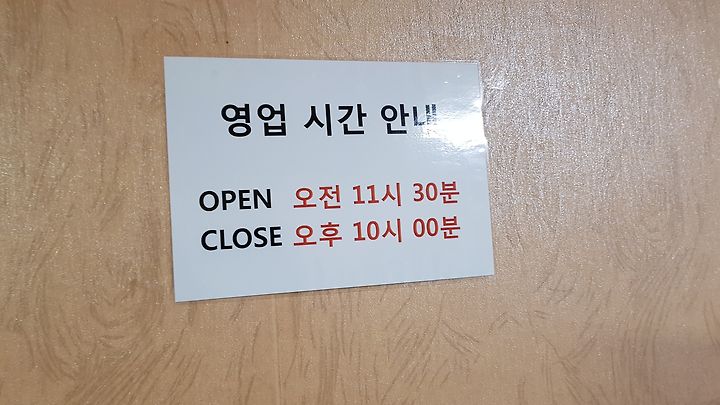 영업 시간 안내
OPEN 오전 11시 30분
CLOSE 오후 10시 00분